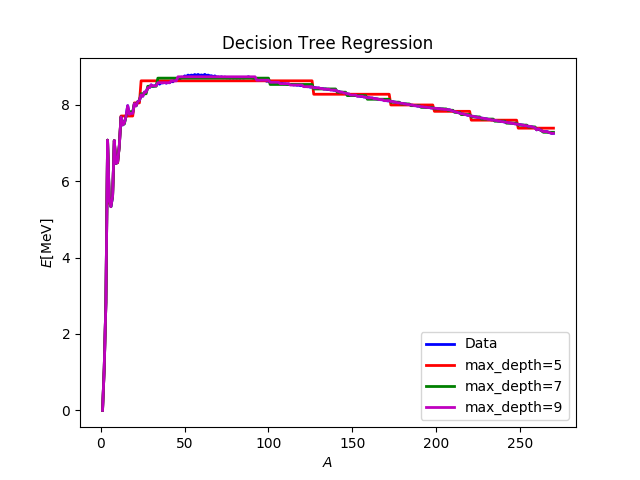 Decision Tree Regression
E[MeV]
8
6
4
2
0
0 50 100 150 200 250
A
Data
max_depth=5
max_depth=7
max_depth=9